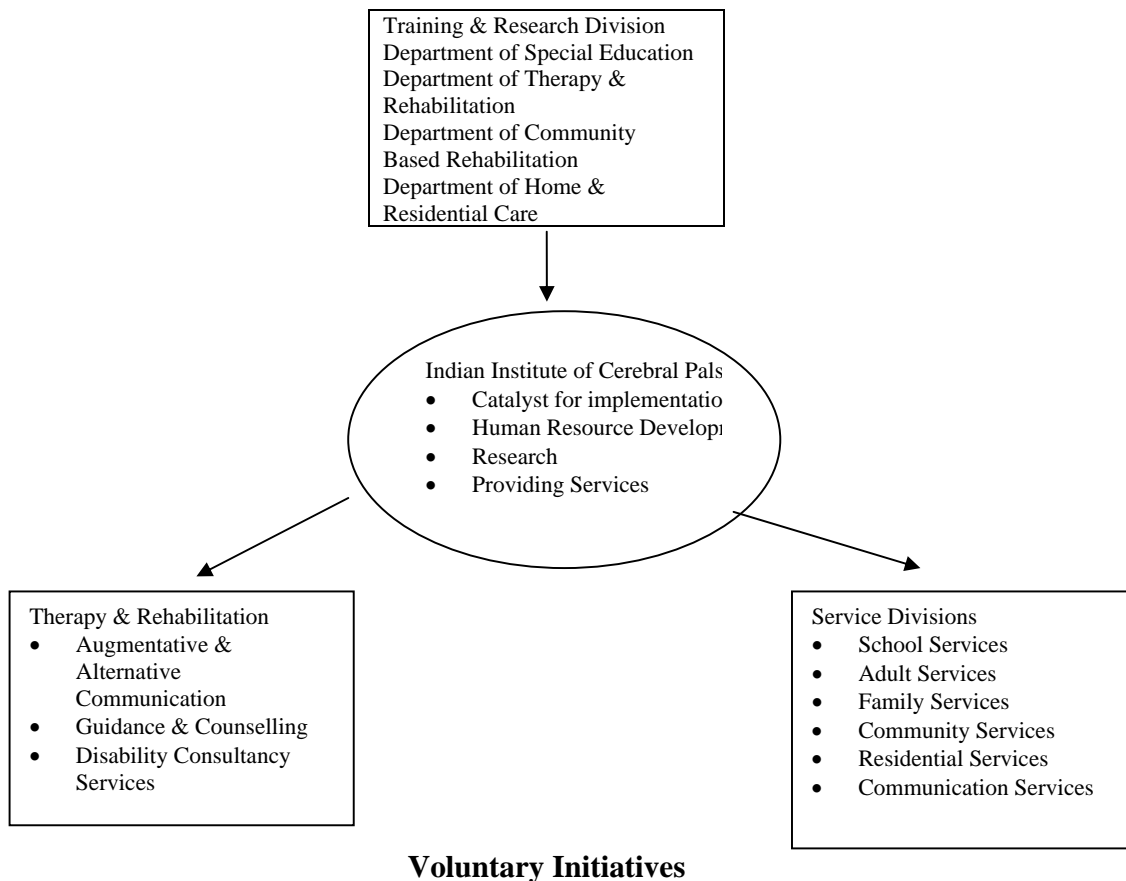 Training & Research Division
Department of Special Education
Department of Therapy &
Rehabilitation
Department of Community
Based Rehabilitation
Department of Home &
Residential Care
Indian Institute of Cerebral Pals
• Catalyst for implementatio
• Human Resource Develop
• Research
• Providing Services
Therapy & Rehabilitation
• Augmentative &
Alternative
Communication
• Guidance & Counselling
• Disability Consultancy
Services
Service Divisions
• School Services
• Adult Services
• Family Services
• Community Services
• Residential Services
• Communication Services
Voluntary Initiatives